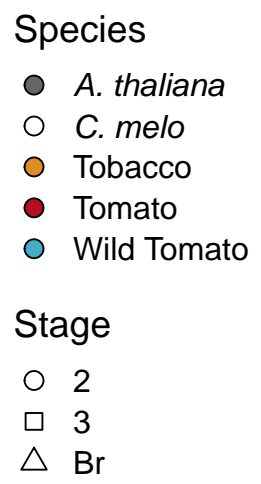 Species
A. thaliana
C. melo
Tobacco
Tomato
Wild Tomato
Stage
2
3
Br